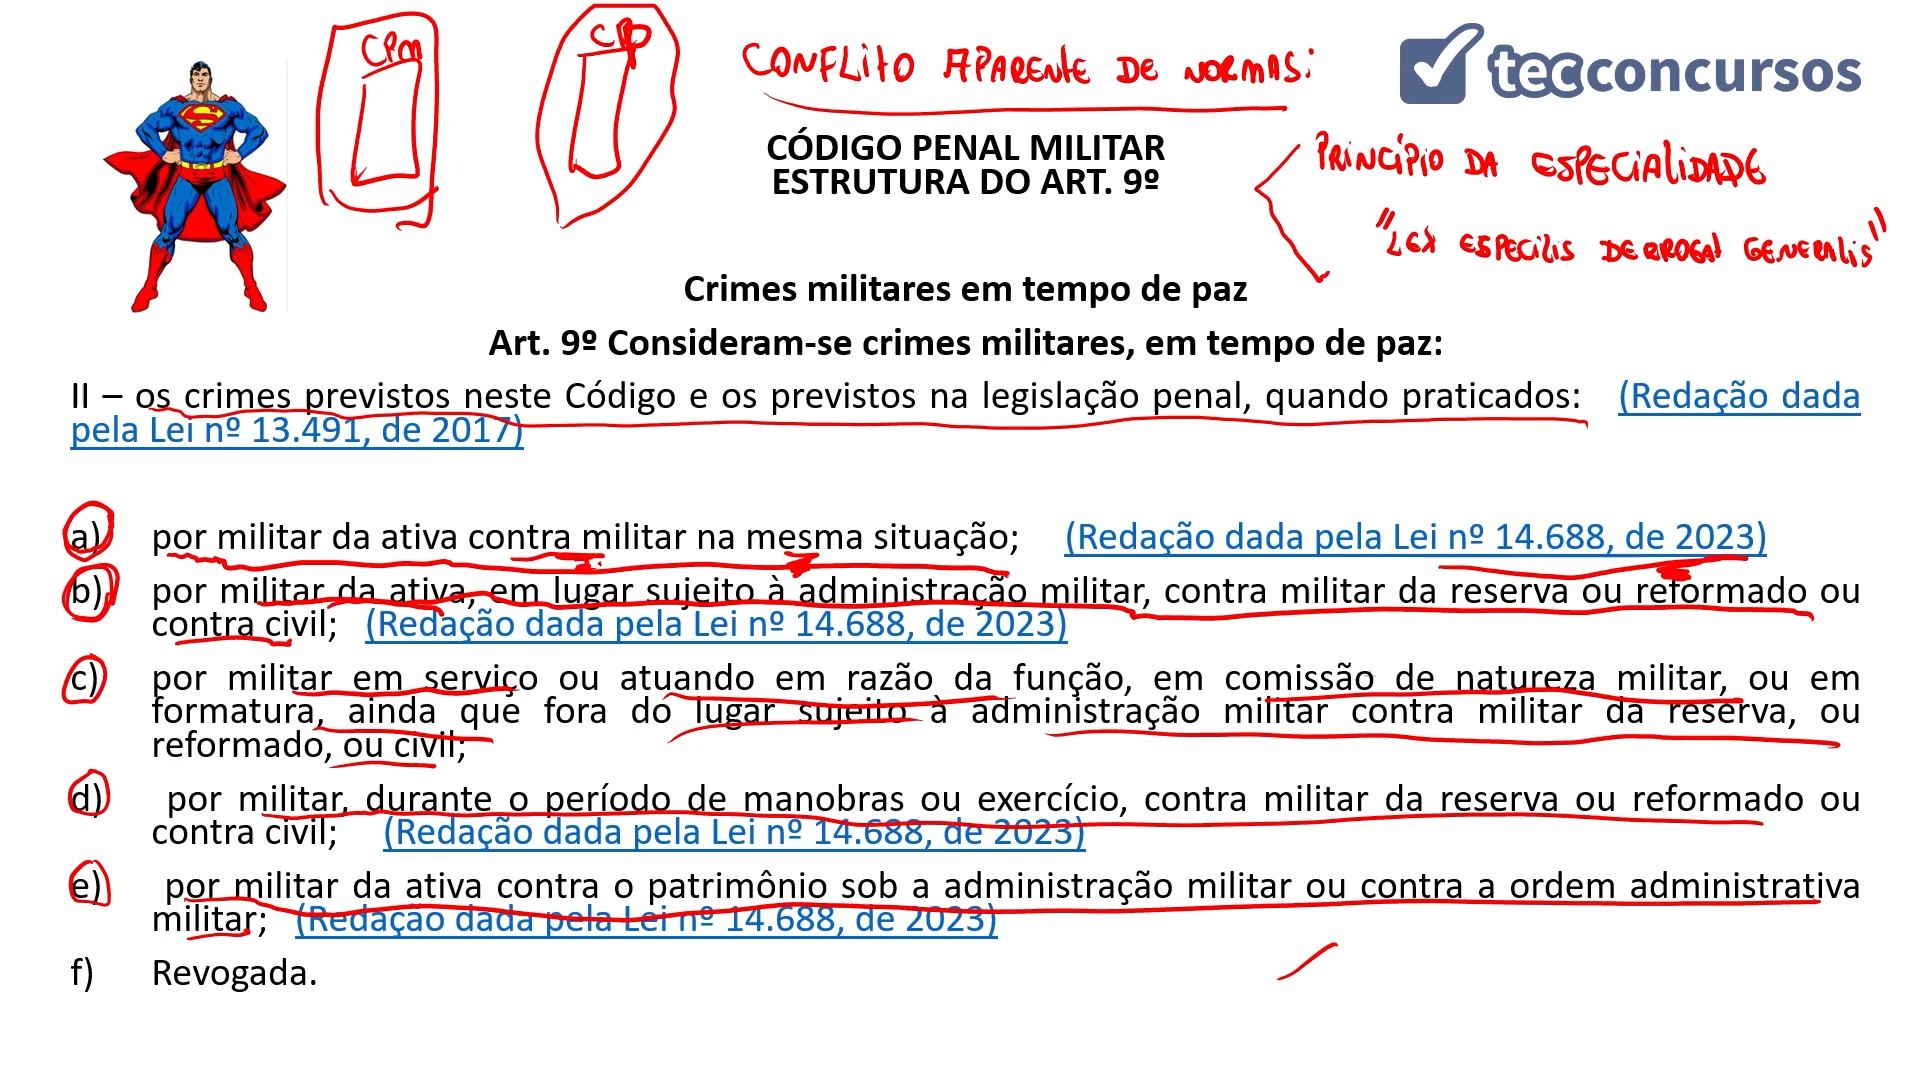 CPM
CP
CONFLITO APARENTE DE NORMAS:
tecconcursos
CÓDIGO PENAL MILITAR
ESTRUTURA DO ART. 9º
PRINCÍPIO DA ESPECIALIDADE
"LEX ESPECILIS DERROGAT GENERALIS"
Crimes militares em tempo de paz
Art. 9º Consideram-se crimes militares, em tempo de paz:
II – os crimes previstos neste Código e os previstos na legislação penal, quando praticados: (Redação dada
pela Lei nº 13.491, de 2017)
a) por militar da ativa contra militar na mesma situação; (Redação dada pela Lei nº 14.688, de 2023)
b) por militar da ativa, em lugar sujeito à administração militar, contra militar da reserva ou reformado ou
contra civil; (Redação dada pela Lei nº 14.688, de 2023)
c) por militar em serviço ou atuando em razão da função, em comissão de natureza militar, ou em
formatura, ainda que fora do lugar sujeito à administração militar contra militar da reserva, ou
reformado, ou civil;
d) por militar, durante o período de manobras ou exercício, contra militar da reserva ou reformado ou
contra civil; (Redação dada pela Lei nº 14.688, de 2023)
e) por militar da ativa contra o patrimônio sob a administração militar ou contra a ordem administrativa
militar; (Redação dada pela Lei nº 14.688, de 2023)
f) Revogada.